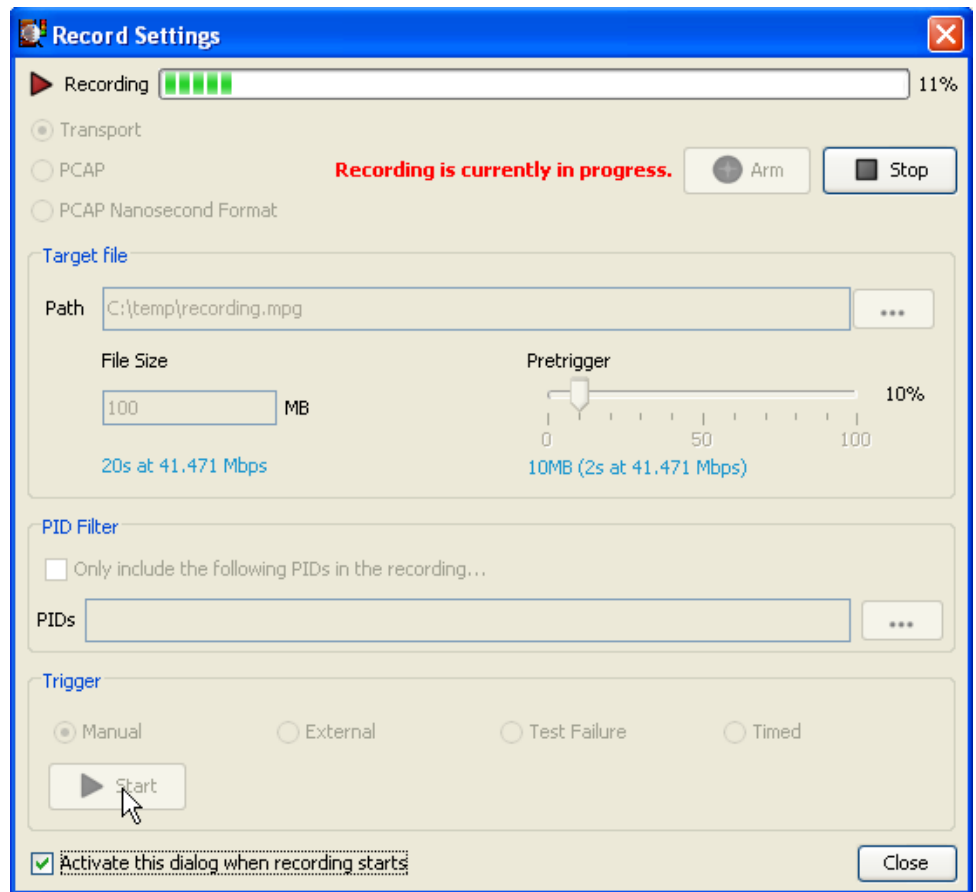 Record Settings
Recording 11%
Transport
PCAP
Recording is currently in progress. Arm Stop
PCAP Nanosecond Format
Target file
Path C:\temp\recording.mpg ...
File Size Pretrigger
100 MB 10%
0 50 100
20s at 41.471 Mbps 10MB (2s at 41.471 Mbps)
PID Filter
Only include the following PIDs in the recording...
PIDs ...
Trigger
Manual External Test Failure Timed
Start
Activate this dialog when recording starts Close